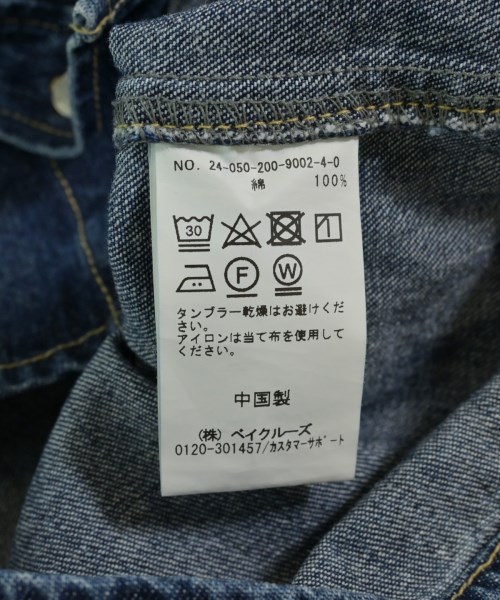 NO. 24-050-200-9002-4-0
綿 100%
30
F W
タンブラー乾燥はお避けくだ
さい。
アイロンは当て布を使用して
ください。
中国製
(株) ベイクルーズ
0120-301457/カスタマーサポート